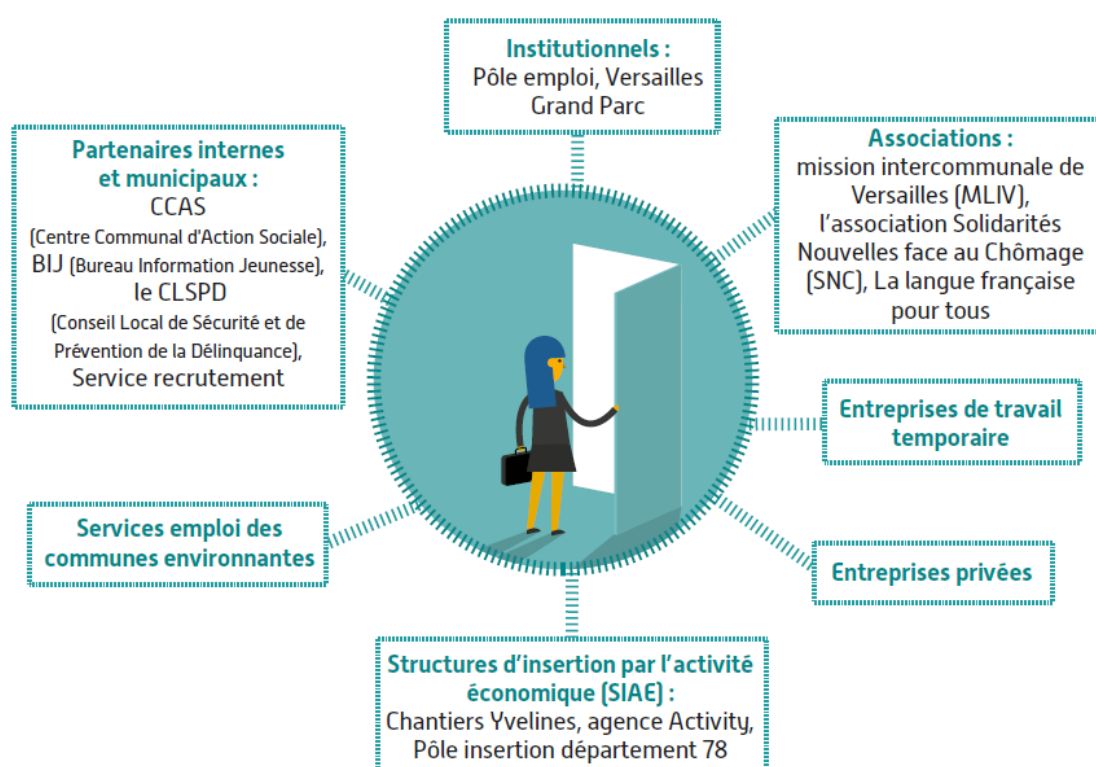 Institutionnels :
Pôle emploi, Versailles
Grand Parc
Partenaires internes
et municipaux :
CCAS
(Centre Communal d'Action Sociale),
BIJ (Bureau Information Jeunesse),
le CLSPD
(Conseil Local de Sécurité et de
Prévention de la Délinquance),
Service recrutement
Associations :
mission intercommunale de
Versailles (MLIV),
l’association Solidarités
Nouvelles face au Chômage
(SNC), La langue française
pour tous
Entreprises de travail
temporaire
Services emploi des
communes environnantes
Entreprises privées
Structures d’insertion par l’activité
économique (SIAE) :
Chantiers Yvelines, agence Activity,
Pôle insertion département 78